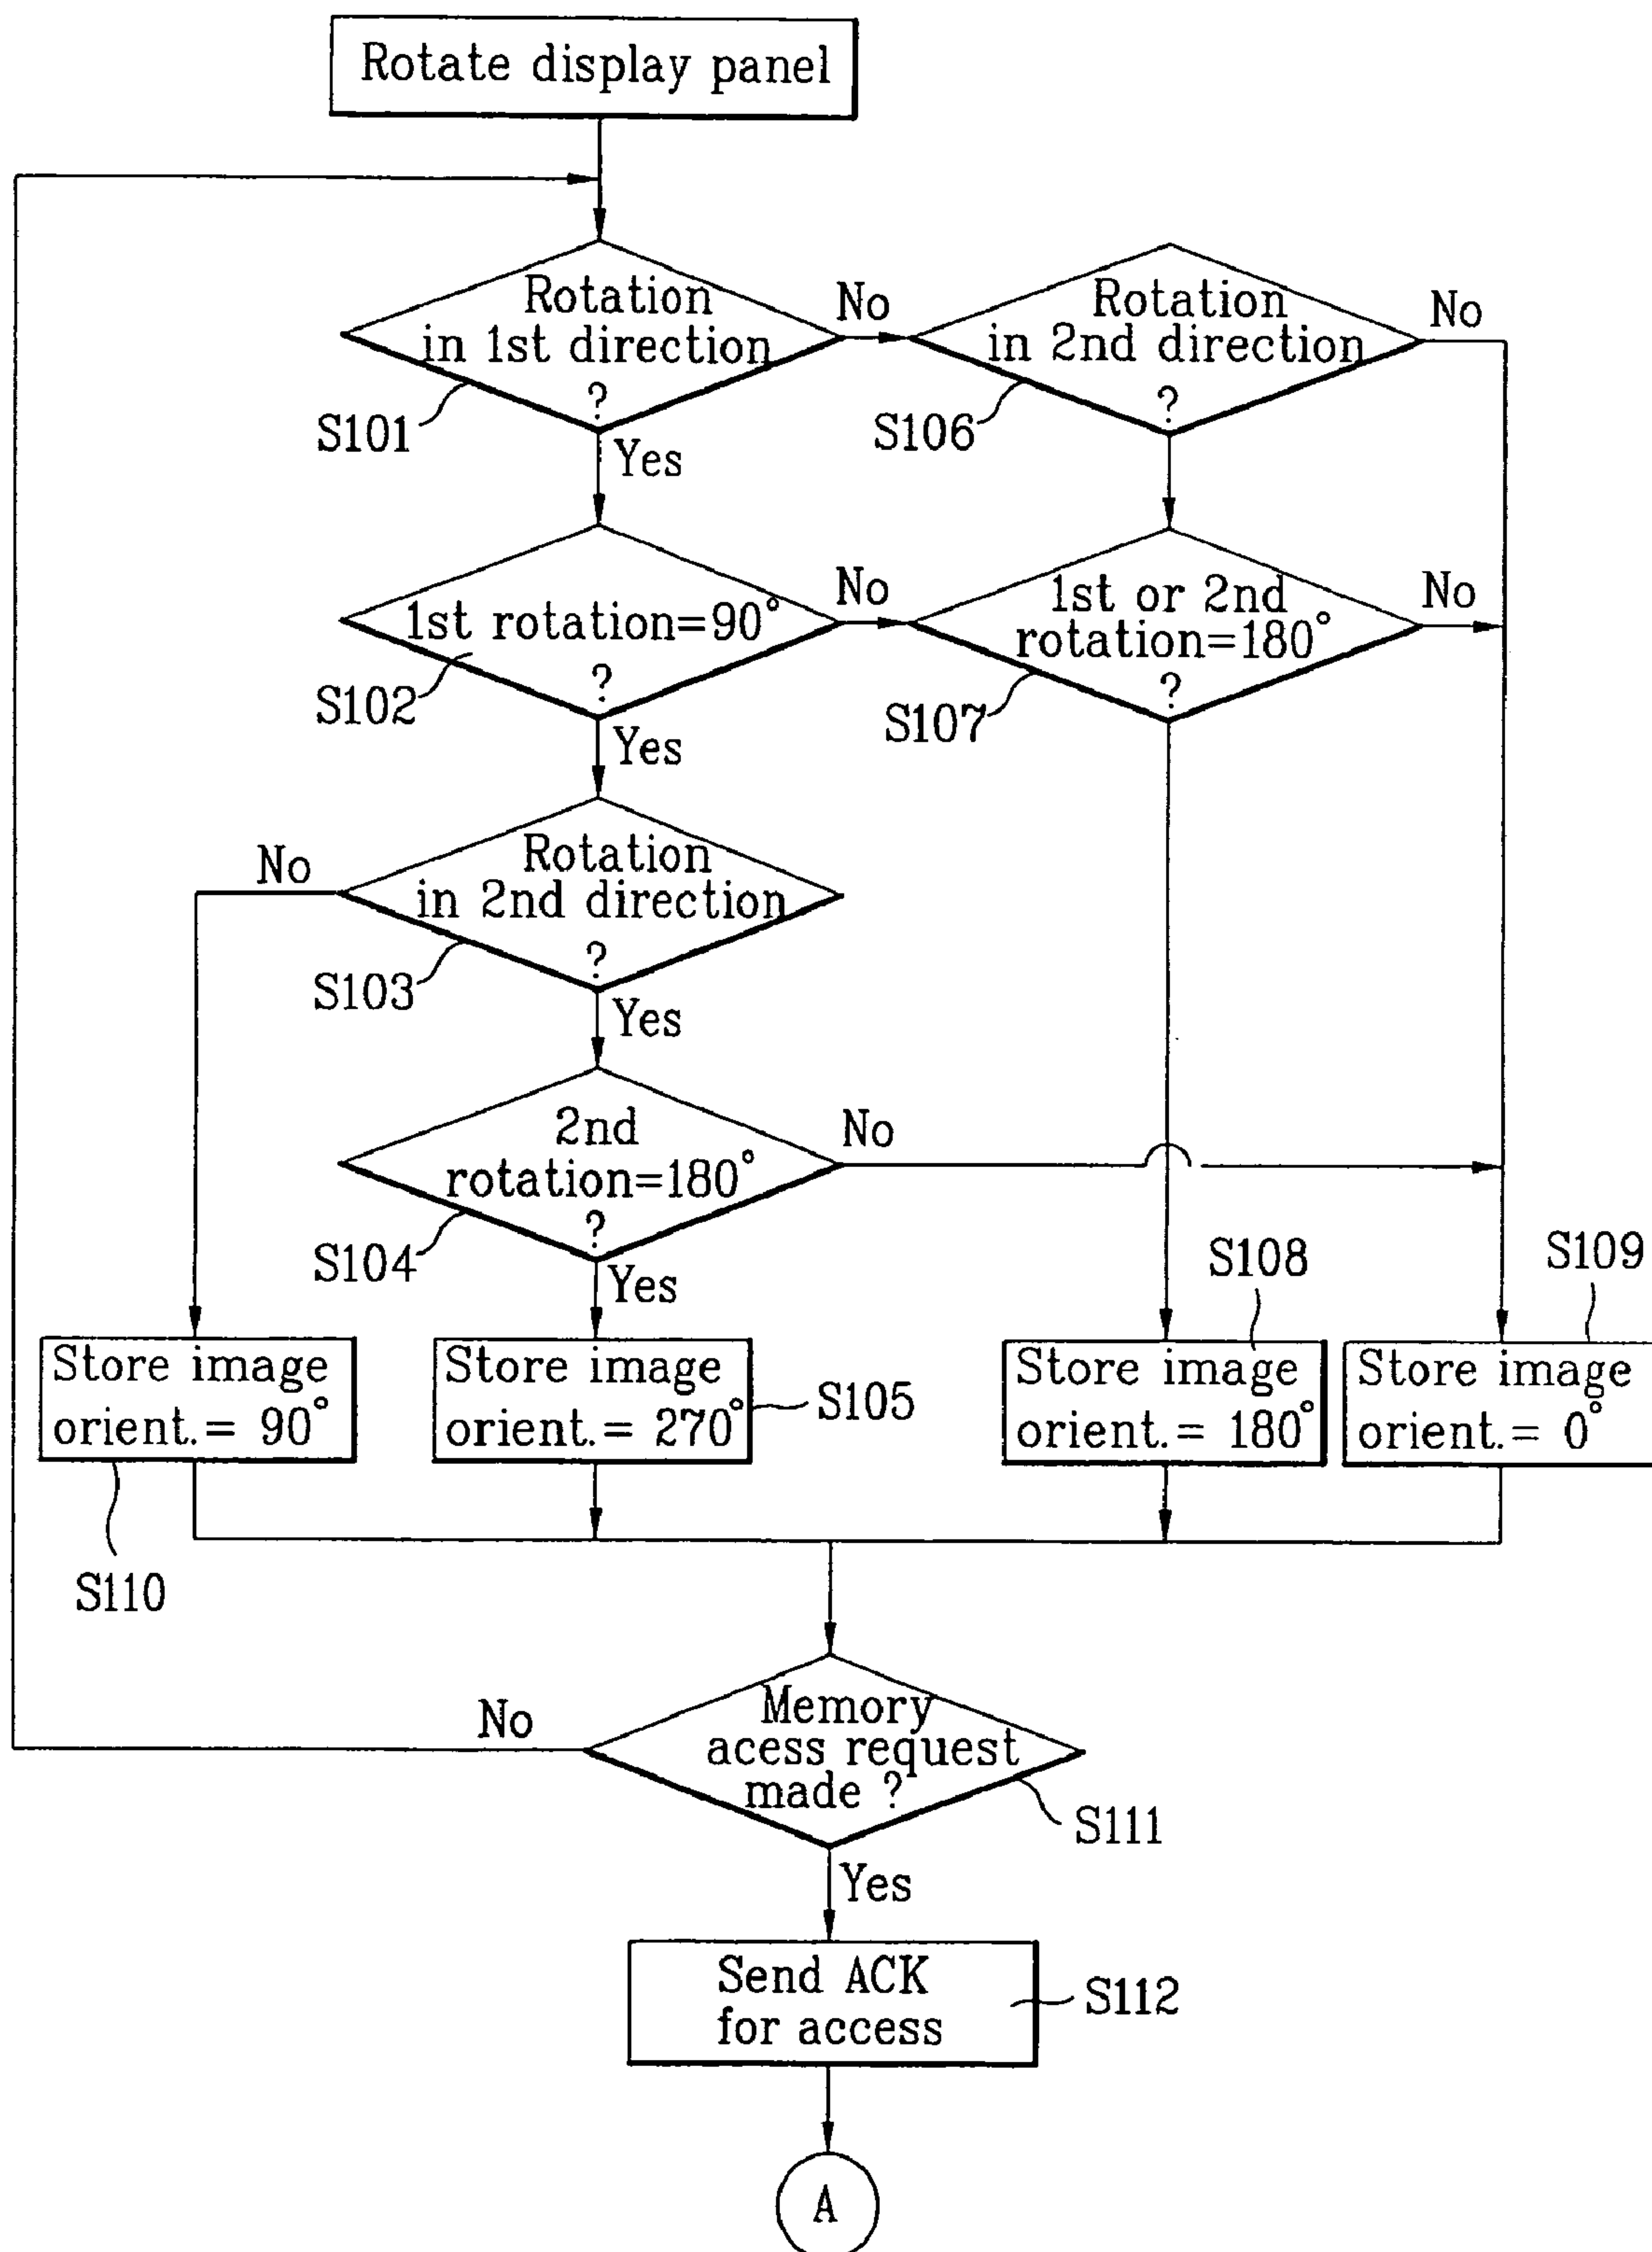 Rotate display panel
Rotation
in 1st direction
?
S101
No
Yes
Rotation
in 2nd direction
?
S106
No
1st rotation=90°
?
S102
No
Yes
1st or 2nd
rotation=180°
?
S107
No
Rotation
in 2nd direction
?
S103
No
Yes
2nd
rotation=180°
?
S104
No
Yes
Store image
orient.= 90°
S110
Store image
orient.= 270°
S105
S108
Store image
orient.= 180°
S109
Store image
orient.= 0°
Memory
acess request
made ?
S111
No
Yes
Send ACK
for access
S112
A